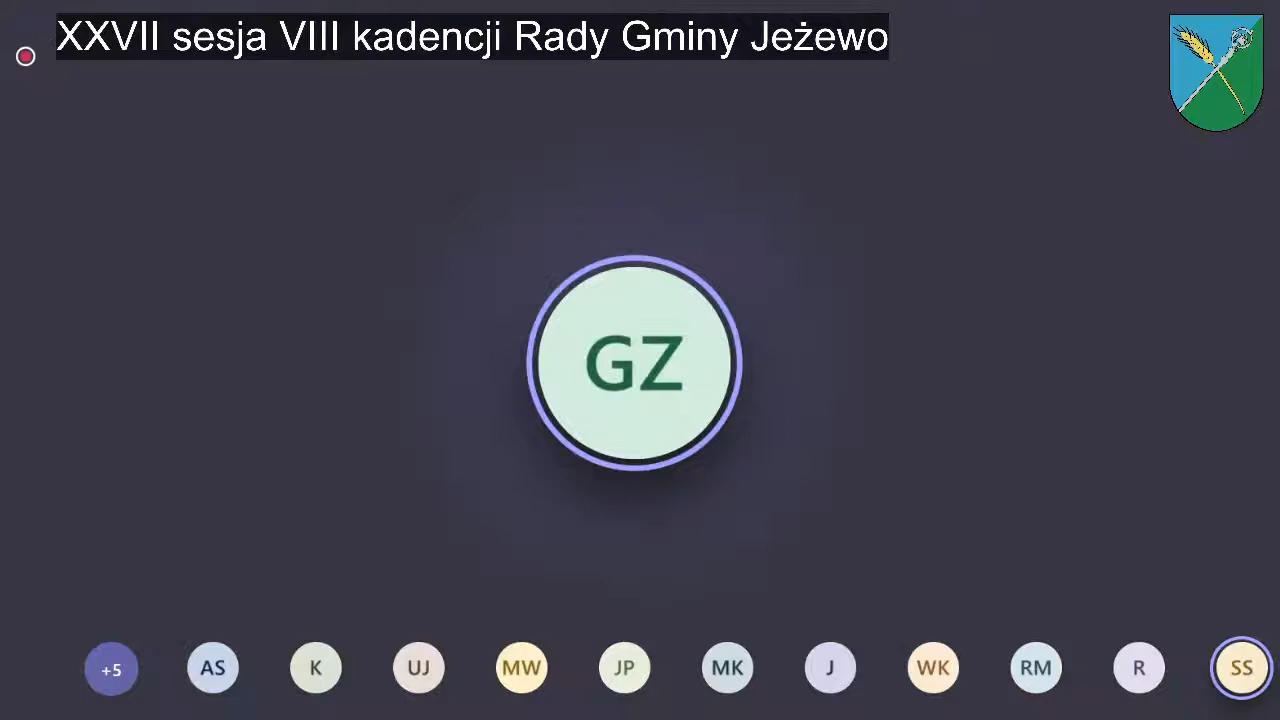 XXVII sesja VIII kadencji Rady Gminy Jeżewo
GZ
+5 AS K UJ MW JP MK J WK RM R SS